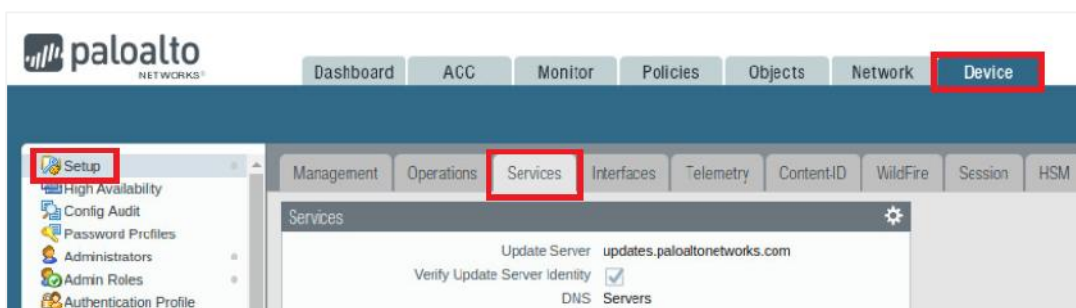 paloalto
NETWORKS®
Dashboard ACC Monitor Policies Objects Network Device
Setup
High Availability
Config Audit
Password Profiles
Administrators
Admin Roles
Authentication Profile
Management Operations Services Interfaces Telemetry Content-ID WildFire Session HSM
Services
Update Server updates.paloaltonetworks.com
Verify Update Server Identity
DNS Servers